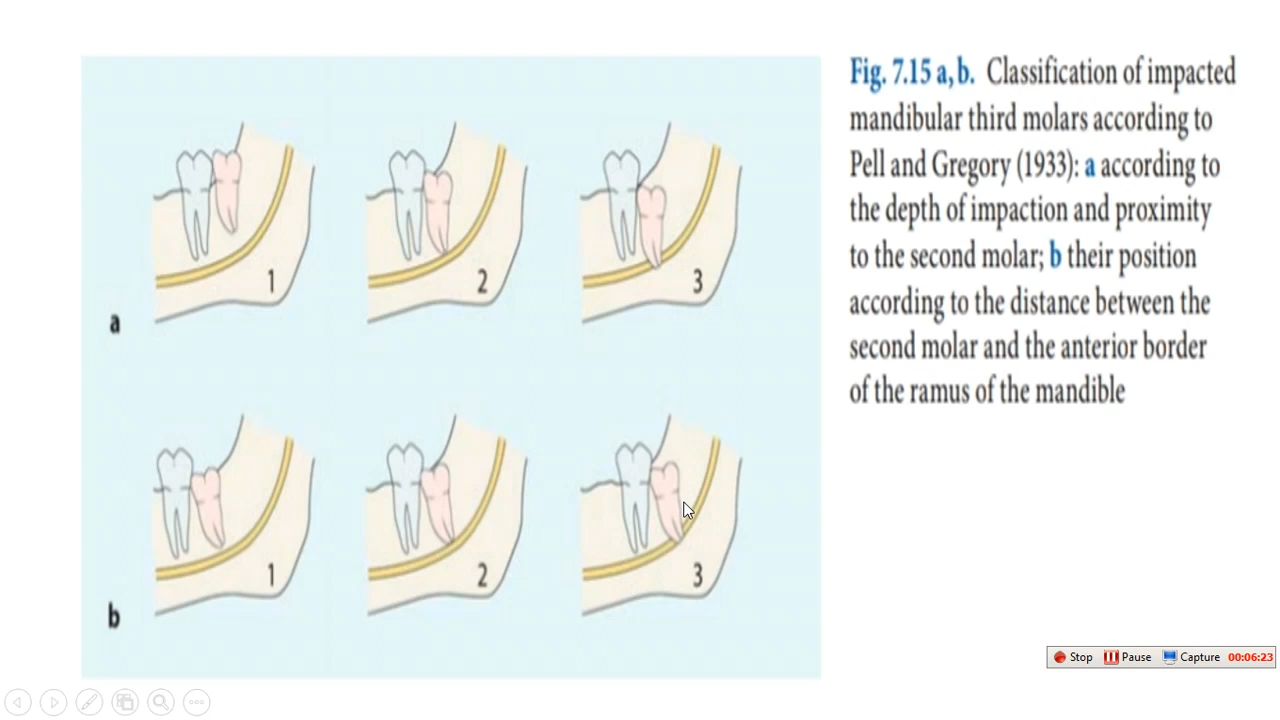 Fig. 7.15 a, b. Classification of impacted
mandibular third molars according to
Pell and Gregory (1933): a according to
the depth of impaction and proximity
to the second molar; b their position
according to the distance between the
second molar and the anterior border
of the ramus of the mandible
1 2 3
a
1 2 3
b
Stop Pause Capture 00:06:23